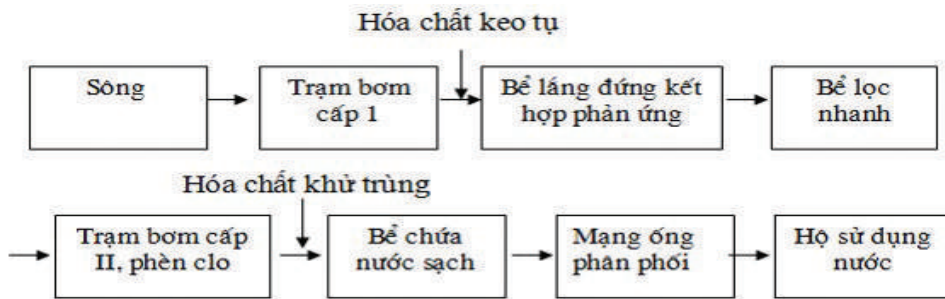 Hóa chất keo tụ
Sông
Trạm bơm
cấp 1
Bể lắng đứng kết
hợp phản ứng
Bể lọc
nhanh
Hóa chất khử trùng
Trạm bơm cấp
II, phèn clo
Bể chứa
nước sạch
Mạng ống
phân phối
Hộ sử dụng
nước